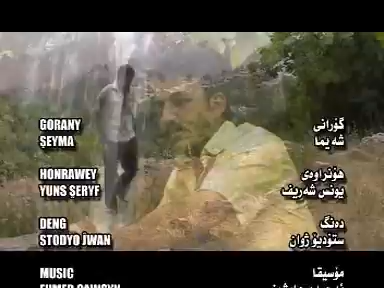 GORANY
گۆرانی
ŞEYMA
شەیما
HONRAWEY
هۆنراوەی
YUNS ŞERYF
یونس شەریف
DENG
دەنگ
STODYO JWAN
ستۆدیۆ ژوان
MUSIC
مۆسیقا